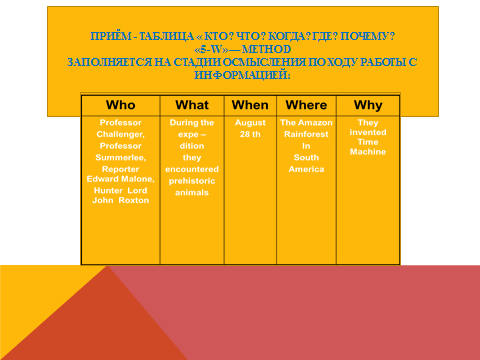 ПРИЁМ - ТАБЛИЦА « КТО? ЧТО? КОГДА? ГДЕ? ПОЧЕМУ?
«5-W»— METHOD
ЗАПОЛНЯЕТСЯ НА СТАДИИ ОСМЫСЛЕНИЯ ПО ХОДУ РАБОТЫ С
ИНФОРМАЦИЕЙ:
Who What When Where Why
Professor
Challenger,
Professor
Summerlee,
Reporter
Edward Malone,
Hunter Lord
John Roxton
During the
expe –
dition
they
encountered
prehistoric
animals
August
28 th
The Amazon
Rainforest
In
South
America
They
invented
Time
Machine